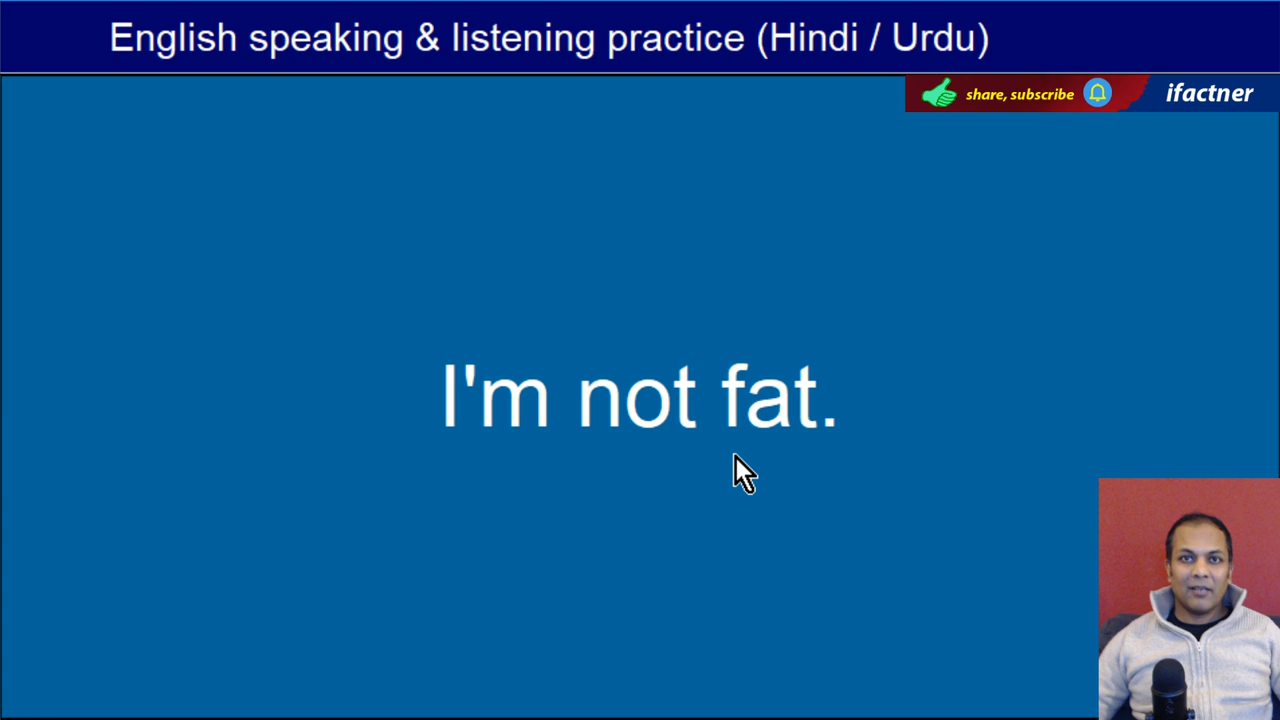 English speaking & listening practice (Hindi / Urdu)
share, subscribe
ifactner
I'm not fat.